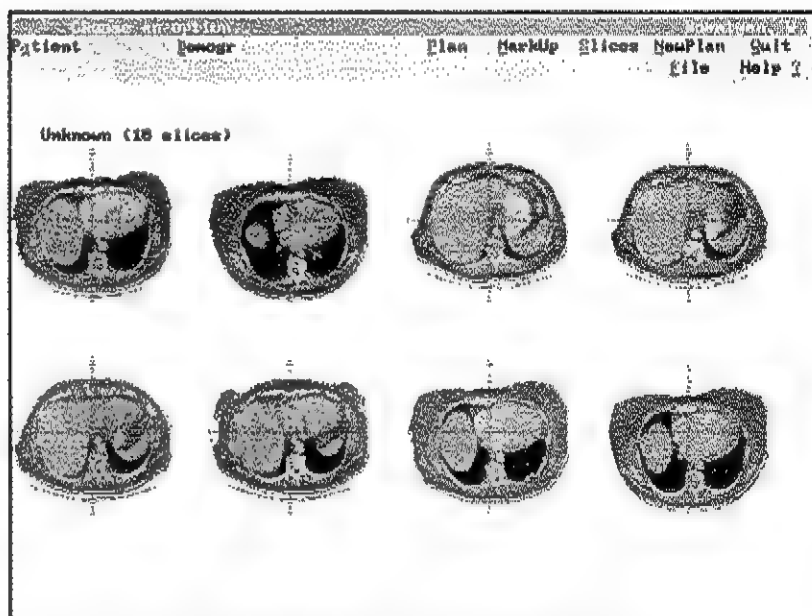 Patient Tomogr Plan MarkUp Slices NewPlan Quit
File Help ?
Unknown (18 slices)